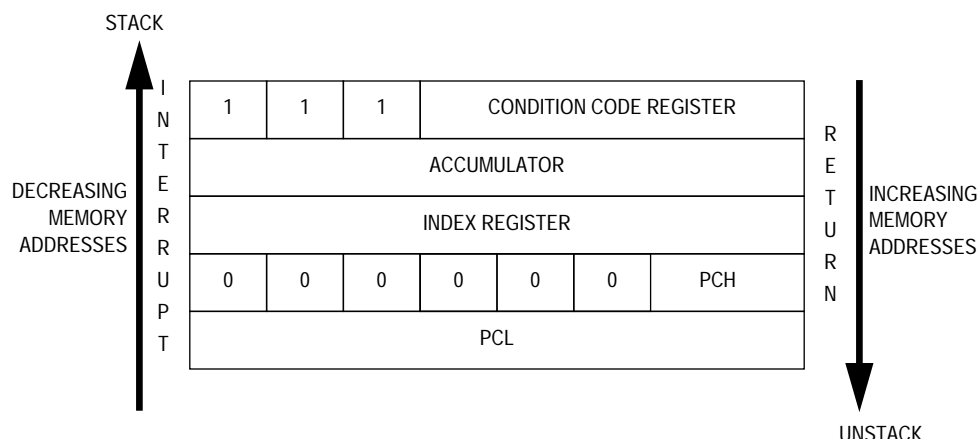 STACK
DECREASING
MEMORY
ADDRESSES
I
N
T
E
R
R
U
P
T
1 1 1 CONDITION CODE REGISTER
ACCUMULATOR
INDEX REGISTER
0 0 0 0 0 0 PCH
PCL
R
E
T
U
R
N
INCREASING
MEMORY
ADDRESSES
UNSTACK